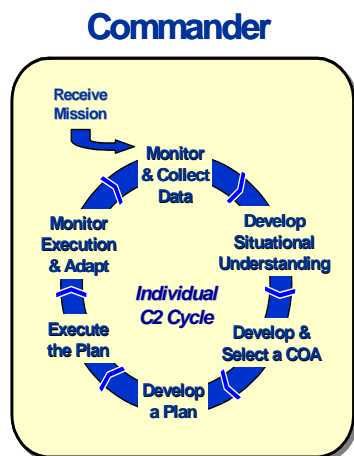 Commander
Receive
Mission
Monitor
& Collect
Data
Develop
Situational
Understanding
Develop &
Select a COA
Develop
a Plan
Execute
the Plan
Monitor
Execution
& Adapt
Individual
C2 Cycle